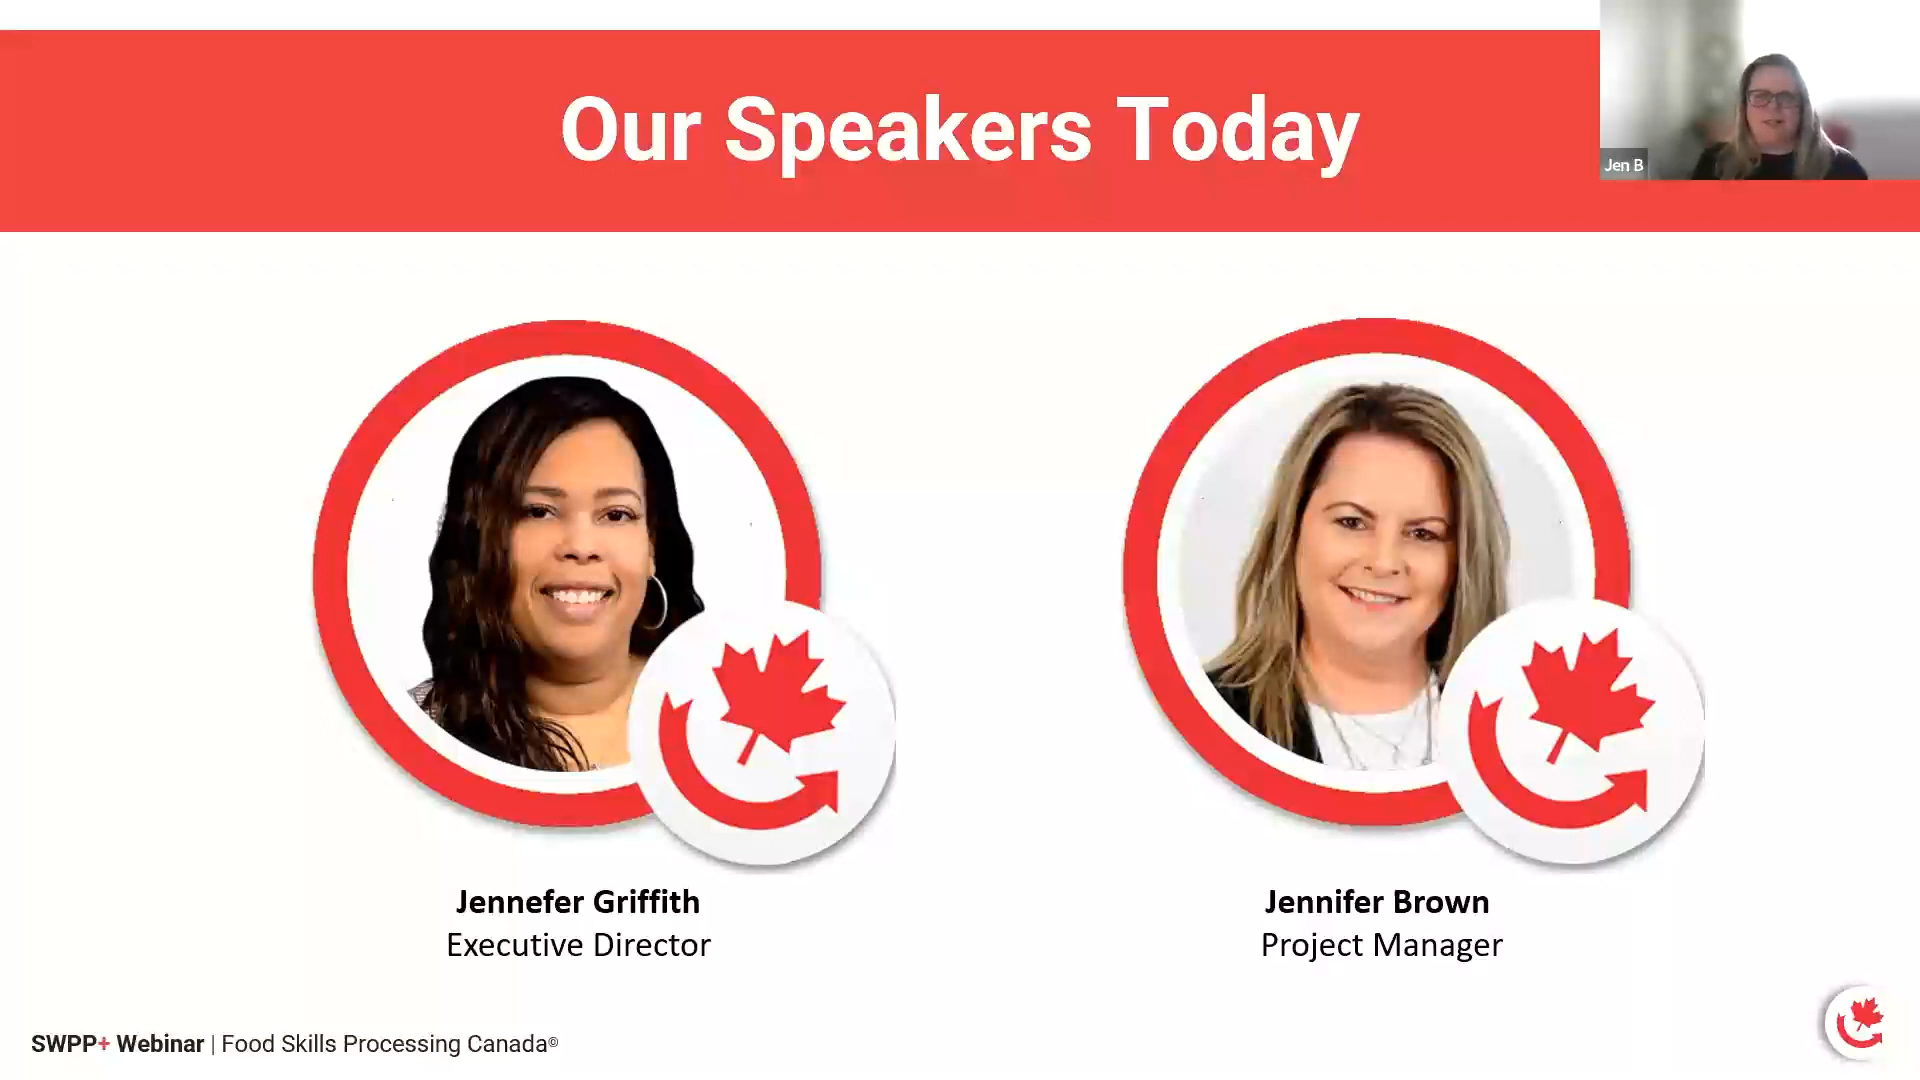 Our Speakers Today
Jen B
Jennefer Griffith
Executive Director
Jennifer Brown
Project Manager
SWPP+ Webinar | Food Skills Processing Canada©